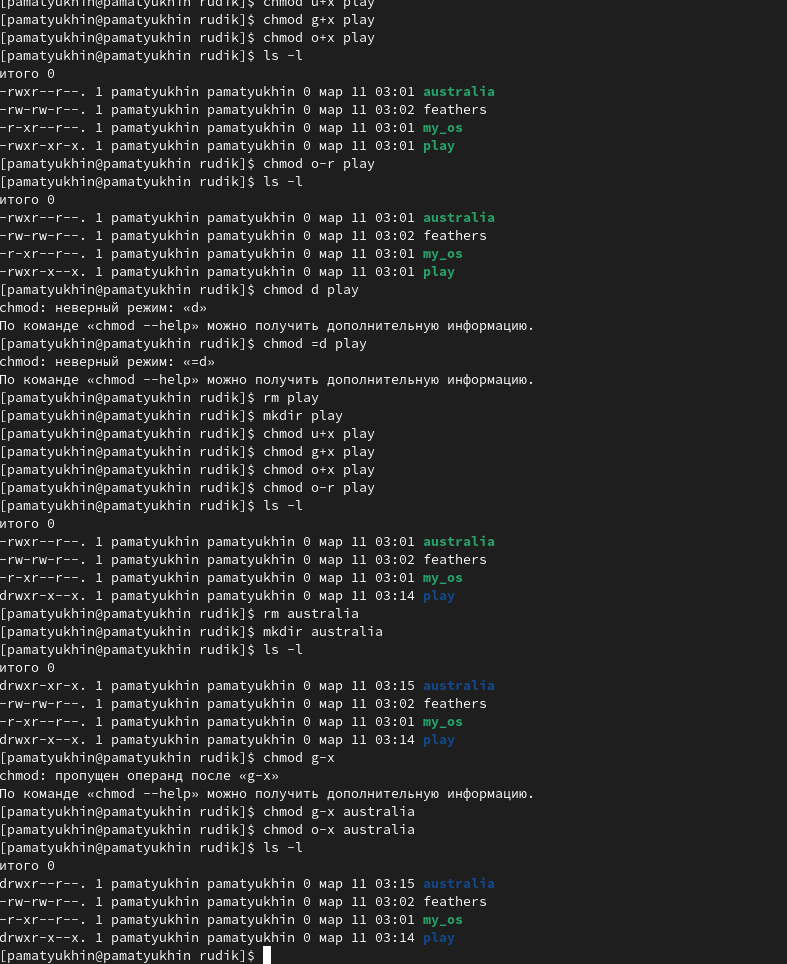 [pamatyukhin@pamatyukhin rudik]$ chmod u+x play
[pamatyukhin@pamatyukhin rudik]$ chmod g+x play
[pamatyukhin@pamatyukhin rudik]$ chmod o+x play
[pamatyukhin@pamatyukhin rudik]$ ls -l
итого 0
-rwxr--r--. 1 pamatyukhin pamatyukhin 0 мар 11 03:01 australia
-rw-rw-r--. 1 pamatyukhin pamatyukhin 0 мар 11 03:02 feathers
-r-xr--r--. 1 pamatyukhin pamatyukhin 0 мар 11 03:01 my_os
-rwxr-xr-x. 1 pamatyukhin pamatyukhin 0 мар 11 03:01 play
[pamatyukhin@pamatyukhin rudik]$ chmod o-r play
[pamatyukhin@pamatyukhin rudik]$ ls -l
итого 0
-rwxr--r--. 1 pamatyukhin pamatyukhin 0 мар 11 03:01 australia
-rw-rw-r--. 1 pamatyukhin pamatyukhin 0 мар 11 03:02 feathers
-r-xr--r--. 1 pamatyukhin pamatyukhin 0 мар 11 03:01 my_os
-rwxr-x--x. 1 pamatyukhin pamatyukhin 0 мар 11 03:01 play
[pamatyukhin@pamatyukhin rudik]$ chmod d play
chmod: неверный режим: «d»
По команде «chmod --help» можно получить дополнительную информацию.
[pamatyukhin@pamatyukhin rudik]$ chmod =d play
chmod: неверный режим: «=d»
По команде «chmod --help» можно получить дополнительную информацию.
[pamatyukhin@pamatyukhin rudik]$ rm play
[pamatyukhin@pamatyukhin rudik]$ mkdir play
[pamatyukhin@pamatyukhin rudik]$ chmod u+x play
[pamatyukhin@pamatyukhin rudik]$ chmod g+x play
[pamatyukhin@pamatyukhin rudik]$ chmod o+x play
[pamatyukhin@pamatyukhin rudik]$ chmod o-r play
[pamatyukhin@pamatyukhin rudik]$ ls -l
итого 0
-rwxr--r--. 1 pamatyukhin pamatyukhin 0 мар 11 03:01 australia
-rw-rw-r--. 1 pamatyukhin pamatyukhin 0 мар 11 03:02 feathers
-r-xr--r--. 1 pamatyukhin pamatyukhin 0 мар 11 03:01 my_os
drwxr-x--x. 1 pamatyukhin pamatyukhin 0 мар 11 03:14 play
[pamatyukhin@pamatyukhin rudik]$ rm australia
[pamatyukhin@pamatyukhin rudik]$ mkdir australia
[pamatyukhin@pamatyukhin rudik]$ ls -l
итого 0
drwxr-xr-x. 1 pamatyukhin pamatyukhin 0 мар 11 03:15 australia
-rw-rw-r--. 1 pamatyukhin pamatyukhin 0 мар 11 03:02 feathers
-r-xr--r--. 1 pamatyukhin pamatyukhin 0 мар 11 03:01 my_os
drwxr-x--x. 1 pamatyukhin pamatyukhin 0 мар 11 03:14 play
[pamatyukhin@pamatyukhin rudik]$ chmod g-x
chmod: пропущен операнд после «g-x»
По команде «chmod --help» можно получить дополнительную информацию.
[pamatyukhin@pamatyukhin rudik]$ chmod g-x australia
[pamatyukhin@pamatyukhin rudik]$ chmod o-x australia
[pamatyukhin@pamatyukhin rudik]$ ls -l
итого 0
drwxr--r--. 1 pamatyukhin pamatyukhin 0 мар 11 03:15 australia
-rw-rw-r--. 1 pamatyukhin pamatyukhin 0 мар 11 03:02 feathers
-r-xr--r--. 1 pamatyukhin pamatyukhin 0 мар 11 03:01 my_os
drwxr-x--x. 1 pamatyukhin pamatyukhin 0 мар 11 03:14 play
[pamatyukhin@pamatyukhin rudik]$